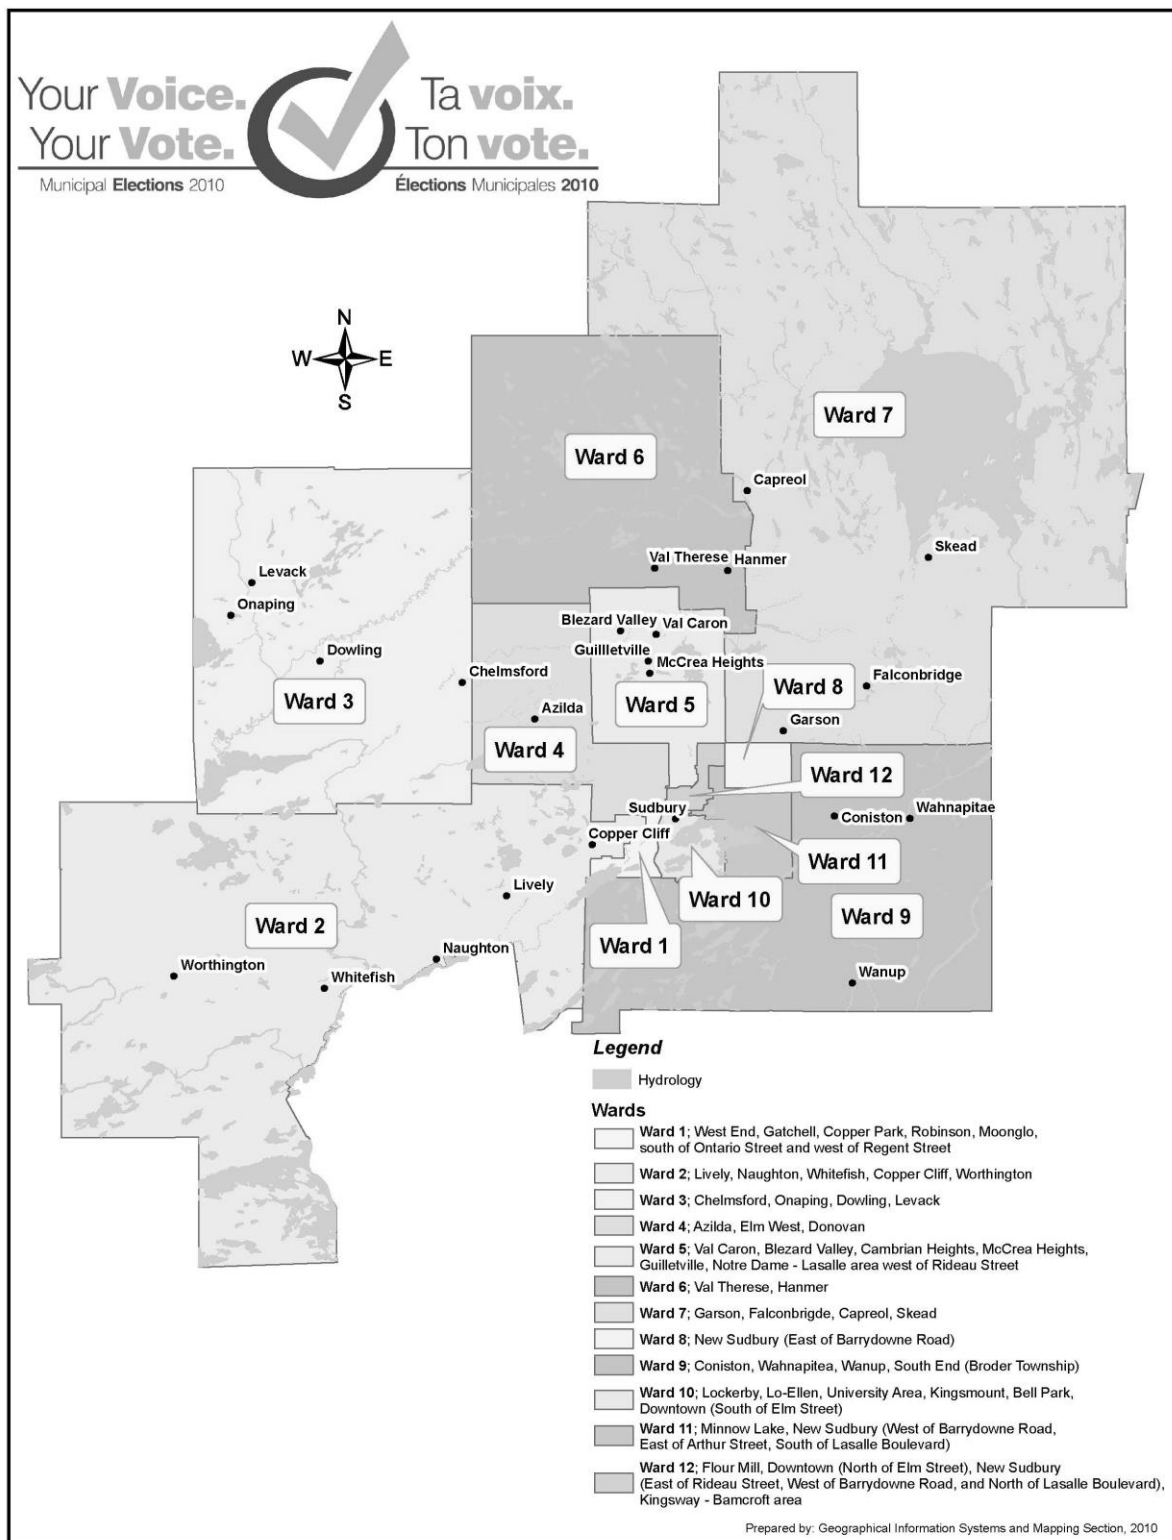 Your Voice.
Your Vote.
Municipal Elections 2010
Ta voix.
Ton vote.
Élections Municipales 2010
N
W E
S
Ward 7
Ward 6
Capreol
Skead
Val Therese
Hanmer
Levack
Onaping
Blezard Valley
Val Caron
Guillletville
McCrea Heights
Dowling
Chelmsford
Falconbridge
Ward 8
Ward 3
Ward 5
Azilda
Garson
Ward 4
Ward 12
Sudbury
Wahnapitae
Coniston
Copper Cliff
Ward 11
Lively
Ward 10
Ward 9
Ward 2
Ward 1
Naughton
Worthington
Whitefish
Wanup
Legend
Hydrology
Wards
Ward 1; West End, Gatchell, Copper Park, Robinson, Moonglo,
south of Ontario Street and west of Regent Street
Ward 2; Lively, Naughton, Whitefish, Copper Cliff, Worthington
Ward 3; Chelmsford, Onaping, Dowling, Levack
Ward 4; Azilda, Elm West, Donovan
Ward 5; Val Caron, Blezard Valley, Cambrian Heights, McCrea Heights,
Guilletville, Notre Dame - Lasalle area west of Rideau Street
Ward 6; Val Therese, Hanmer
Ward 7; Garson, Falconbrigde, Capreol, Skead
Ward 8; New Sudbury (East of Barrydowne Road)
Ward 9; Coniston, Wahnapitea, Wanup, South End (Broder Township)
Ward 10; Lockerby, Lo-Ellen, University Area, Kingsmount, Bell Park,
Downtown (South of Elm Street)
Ward 11; Minnow Lake, New Sudbury (West of Barrydowne Road,
East of Arthur Street, South of Lasalle Boulevard)
Ward 12; Flour Mill, Downtown (North of Elm Street), New Sudbury
(East of Rideau Street, West of Barrydowne Road, and North of Lasalle Boulevard),
Kingsway - Bamcroft area
Prepared by: Geographical Information Systems and Mapping Section, 2010